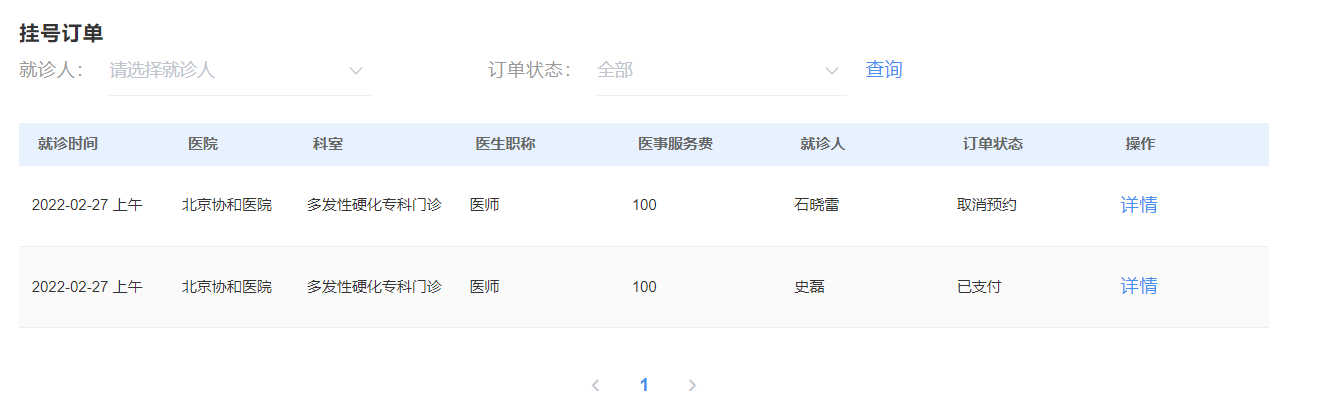 挂号订单
就诊人： 请选择就诊人 订单状态： 全部 查询
就诊时间 医院 科室 医生职称 医事服务费 就诊人 订单状态 操作
2022-02-27 上午 北京协和医院 多发性硬化专科门诊 医师 100 石晓雷 取消预约 详情
2022-02-27 上午 北京协和医院 多发性硬化专科门诊 医师 100 史磊 已支付 详情
1